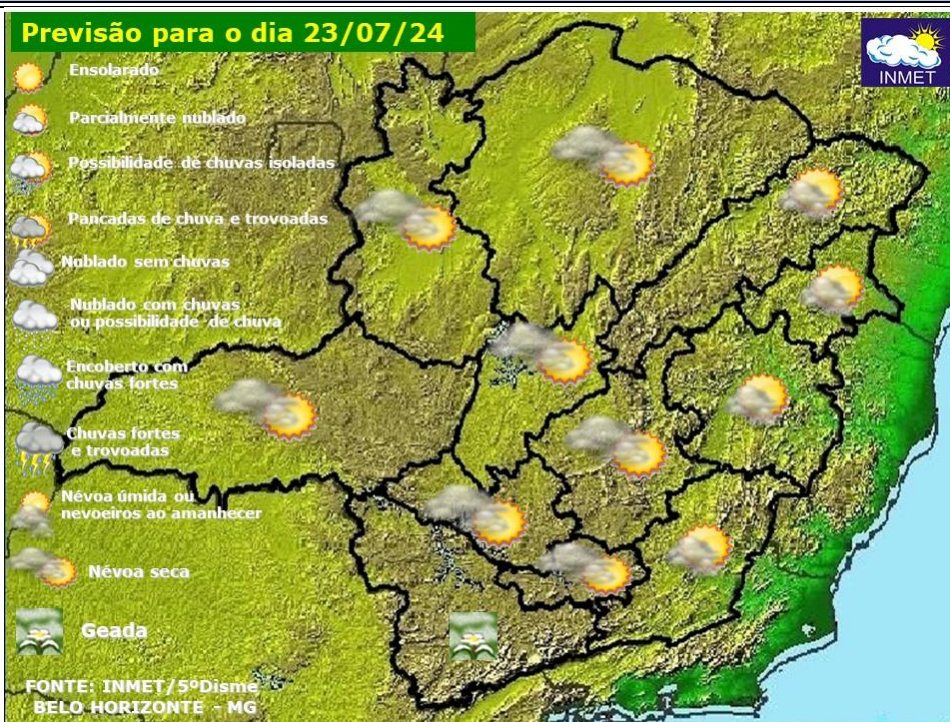 Previsão para o dia 23/07/24
INMET
Ensolarado
Parcialmente nublado
Possibilidade de chuvas isoladas
Pancadas de chuva e trovoadas
Nublado sem chuvas
Nublado com chuvas
ou possibilidade de chuva
Encoberto com
chuvas fortes
Chuvas fortes
e trovoadas
Névoa úmida ou
nevoeiros ao amanhecer
Névoa seca
Geada
FONTE: INMET/5ºDisme
BELO HORIZONTE - MG